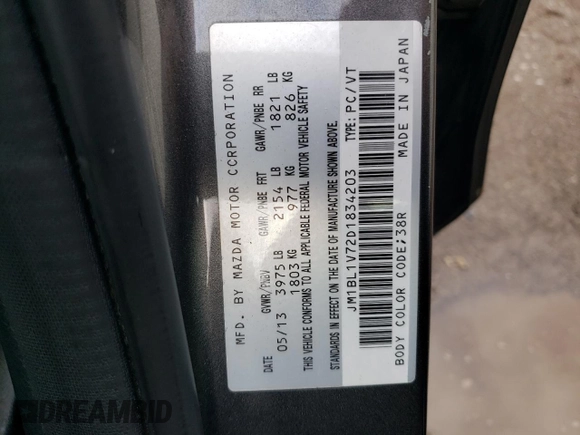 MFD. BY MAZDA MOTOR CORPORATION
GVWR/PNBV GAWR/PNBE FRT GAWR/PNBE RR
DATE 3975 LB 2154 LB 1821 LB
05/13 1803 KG 977 KG 826 KG
THIS VEHICLE CONFORMS TO ALL APPLICABLE FEDERAL MOTOR VEHICLE SAFETY
STANDARDS IN EFFECT ON THE DATE OF MANUFACTURE SHOWN ABOVE.
JM1BL1V72D1834203 TYPE: PC/VT
BODY COLOR CODE;38R MADE IN JAPAN
DREAMBID